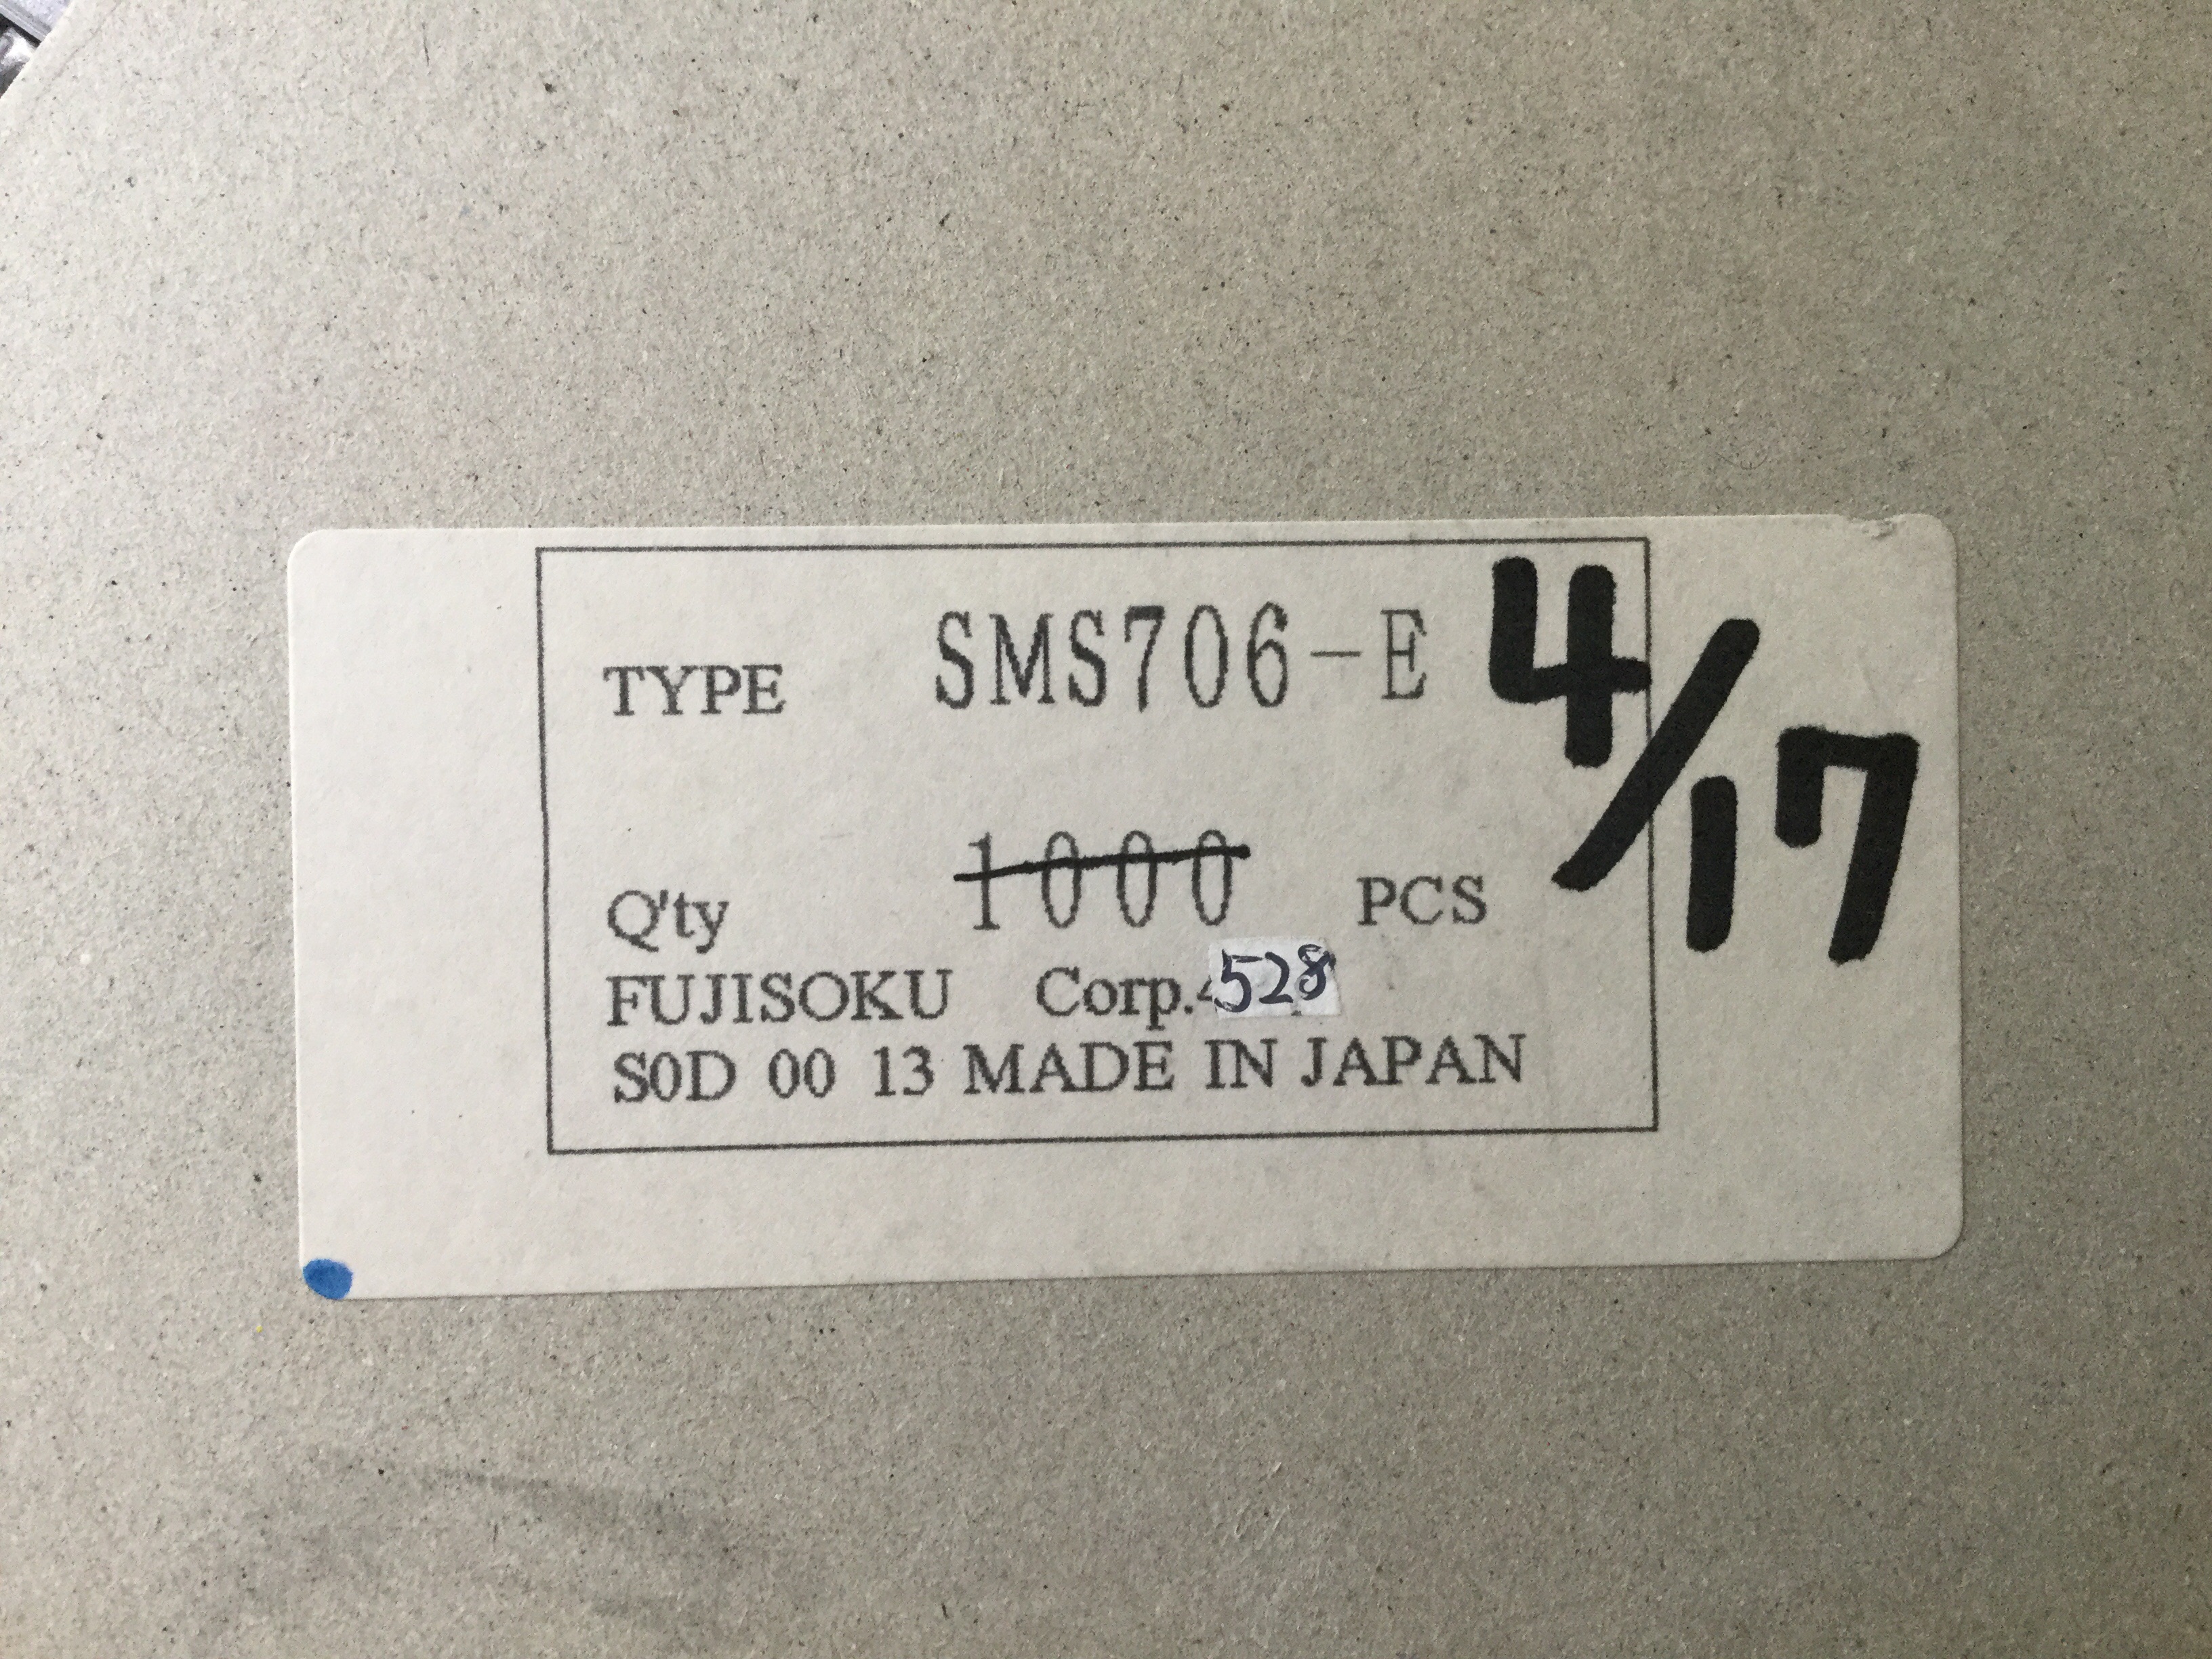 TYPE SMS706-E 4/17
Q'ty 1000 PCS
FUJISOKU Corp. 528
S0D 00 13 MADE IN JAPAN